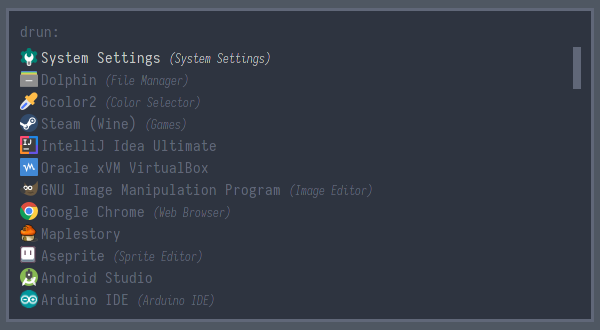 drun:
System Settings (System Settings)
Dolphin (File Manager)
Gcolor2 (Color Selector)
Steam (Wine) (Games)
IntelliJ Idea Ultimate
Oracle xVM VirtualBox
GNU Image Manipulation Program (Image Editor)
Google Chrome (Web Browser)
Maplestory
Aseprite (Sprite Editor)
Android Studio
Arduino IDE (Arduino IDE)